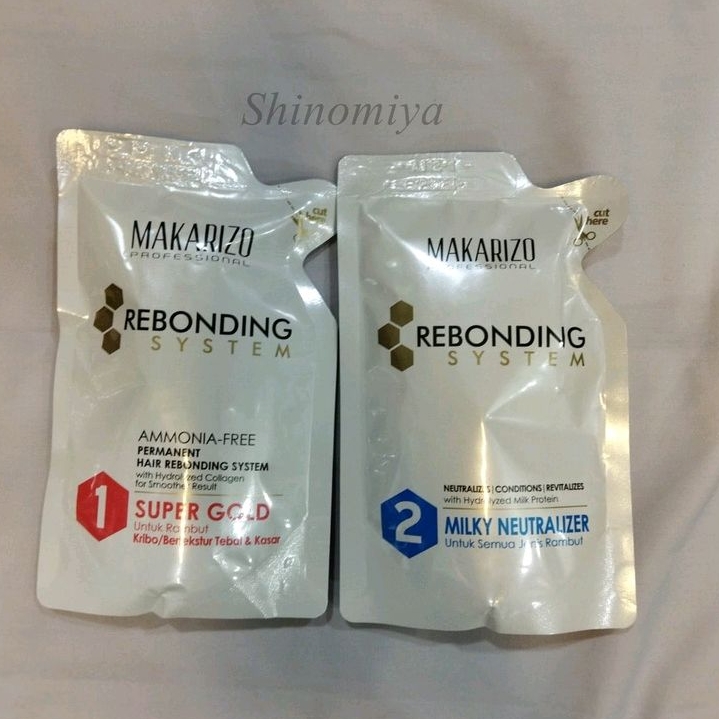 Shinomiya
cut
here
MAKARIZO
PROFESSIONAL
REBONDING
SYSTEM
AMMONIA-FREE
PERMANENT
HAIR REBONDING SYSTEM
with Hydrolyzed Collagen
for Smoother Result
1
SUPER GOLD
Untuk Rambut
Kribo/Bertekstur Tebal & Kasar
cut
here
MAKARIZO
PROFESSIONAL
REBONDING
SYSTEM
NEUTRALIZES|CONDITIONS|REVITALIZES
with Hydrolyzed Milk Protein
2
MILKY NEUTRALIZER
Untuk Semua Jenis Rambut